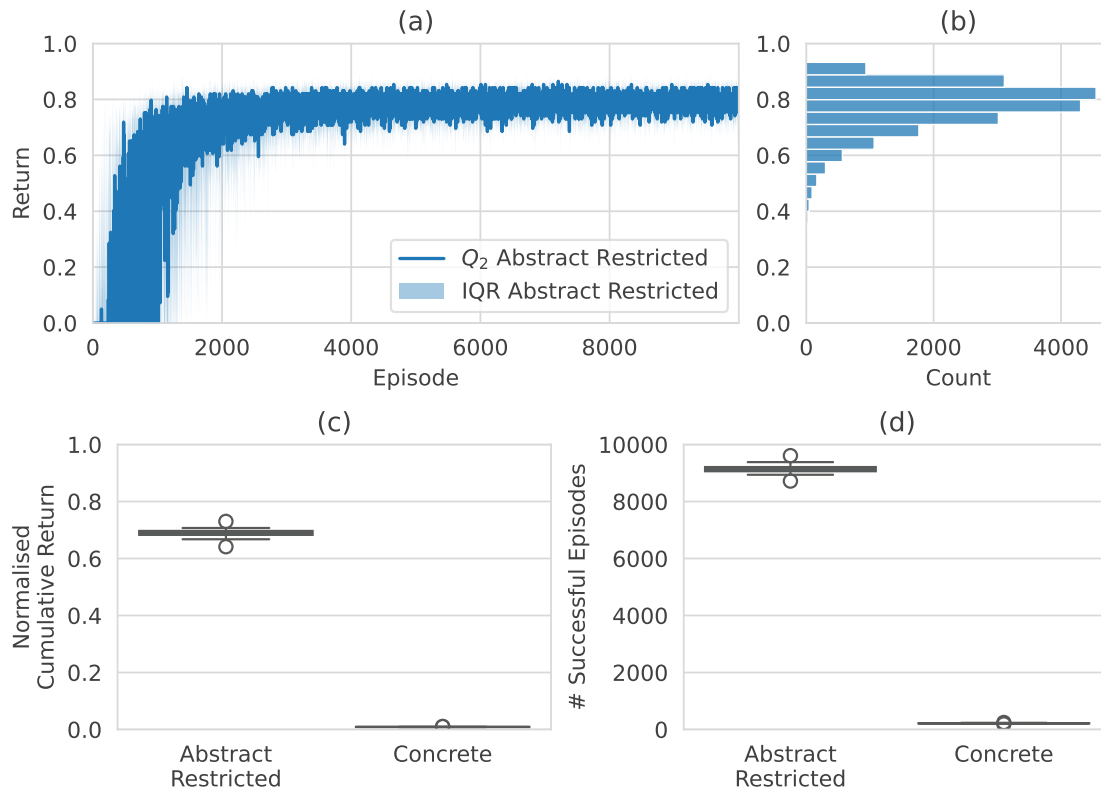 (a)
1.0
0.8
0.6
0.4
0.2
0.0
Return
Q2 Abstract Restricted
IQR Abstract Restricted
0 2000 4000 6000 8000
Episode
(b)
1.0
0.8
0.6
0.4
0.2
0.0
0 2000 4000
Count
(c)
1.0
0.8
0.6
0.4
0.2
0.0
Normalised
Cumulative Return
Abstract
Restricted
Concrete
(d)
10000
8000
6000
4000
2000
0
# Successful Episodes
Abstract
Restricted
Concrete